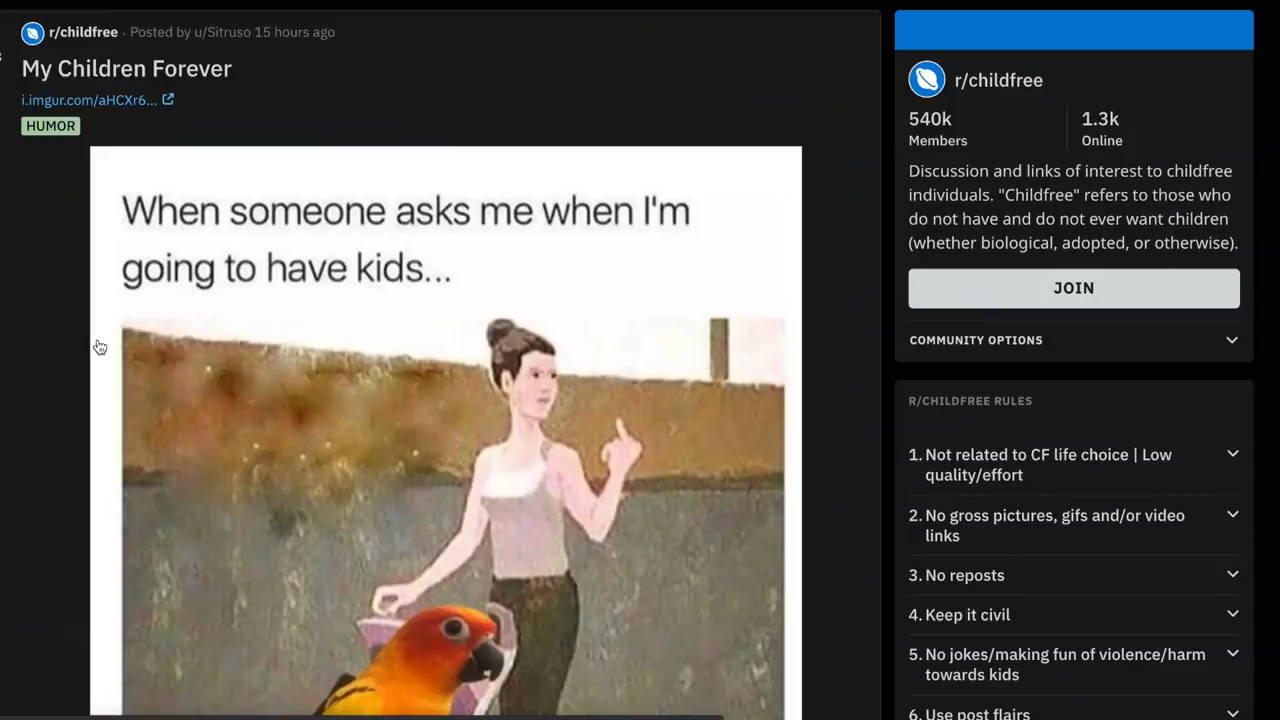 r/childfree · Posted by u/Sitruso 15 hours ago
My Children Forever
i.imgur.com/aHCXr6...
HUMOR
When someone asks me when I'm
going to have kids...
r/childfree
540k
Members
1.3k
Online
Discussion and links of interest to childfree
individuals. "Childfree" refers to those who
do not have and do not ever want children
(whether biological, adopted, or otherwise).
JOIN
COMMUNITY OPTIONS
R/CHILDFREE RULES
1. Not related to CF life choice | Low
quality/effort
2. No gross pictures, gifs and/or video
links
3. No reposts
4. Keep it civil
5. No jokes/making fun of violence/harm
towards kids
6. Use post flairs